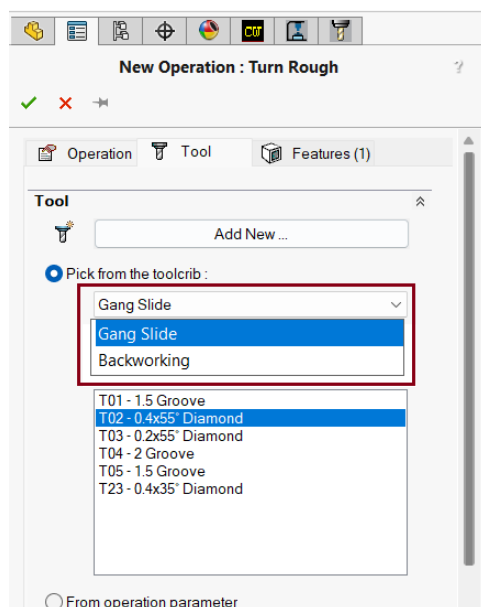 CUT
New Operation : Turn Rough
?
Operation Tool Features (1)
Tool
Add New ...
Pick from the toolcrib :
Gang Slide
Gang Slide
Backworking
T01 - 1.5 Groove
T02 - 0.4x55° Diamond
T03 - 0.2x55° Diamond
T04 - 2 Groove
T05 - 1.5 Groove
T23 - 0.4x35° Diamond
From operation parameter